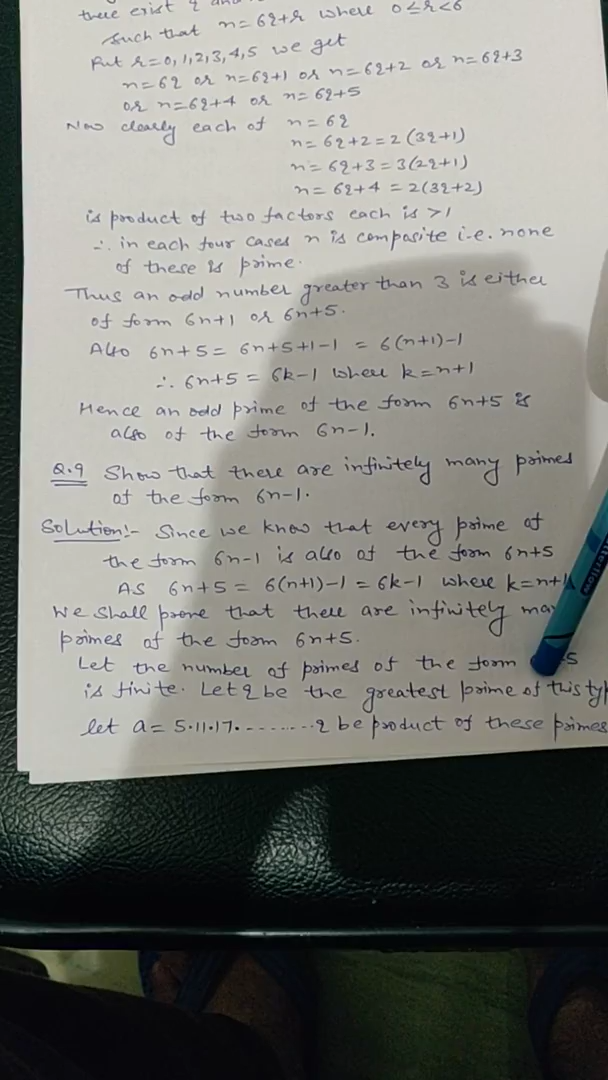 there exist q and
such that n=6q+r where 0≤r<6
Put r=0,1,2,3,4,5 we get
n=6q or n=6q+1 or n=6q+2 or n=6q+3
or n=6q+4 or n=6q+5
Now clearly each of n=6q
n=6q+2=2(3q+1)
n=6q+3=3(2q+1)
n=6q+4=2(3q+2)
is product of two factors each is >1
∴ in each four cases n is composite i.e. none
of these is prime.
Thus an odd number greater than 3 is either
of form 6n+1 or 6n+5.
Also 6n+5=6n+5+1-1=6(n+1)-1
∴ 6n+5=6k-1 where k=n+1
Hence an odd prime of the form 6n+5 is
also of the form 6n-1.
Q.9 Show that there are infinitely many primes
of the form 6n-1.
Solution:- Since we know that every prime of
the form 6n-1 is also of the form 6n+5
As 6n+5=6(n+1)-1=6k-1 where k=n+1
We shall prove that there are infinitely
primes of the form 6n+5.
Let the number of primes of the form 5
is finite. Let q be the greatest prime of this
let a=5.11.17.........q be product of these primes